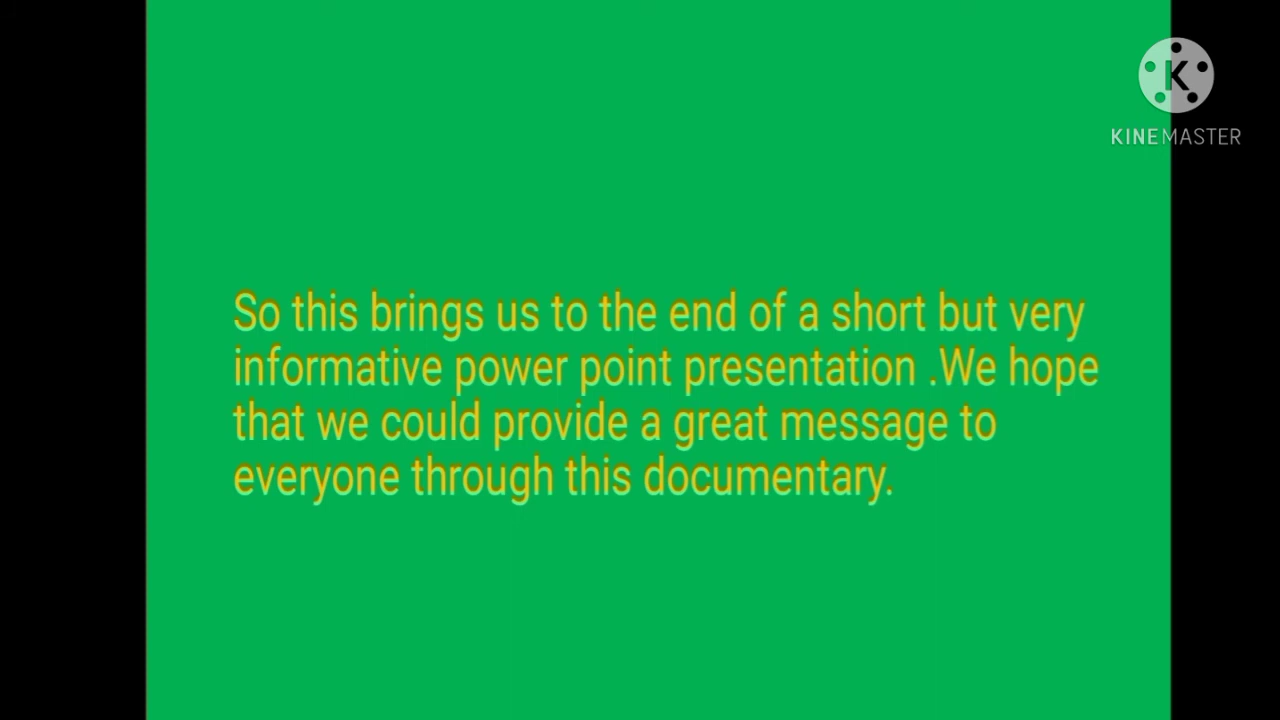 K
KINEMASTER
So this brings us to the end of a short but very
informative power point presentation .We hope
that we could provide a great message to
everyone through this documentary.